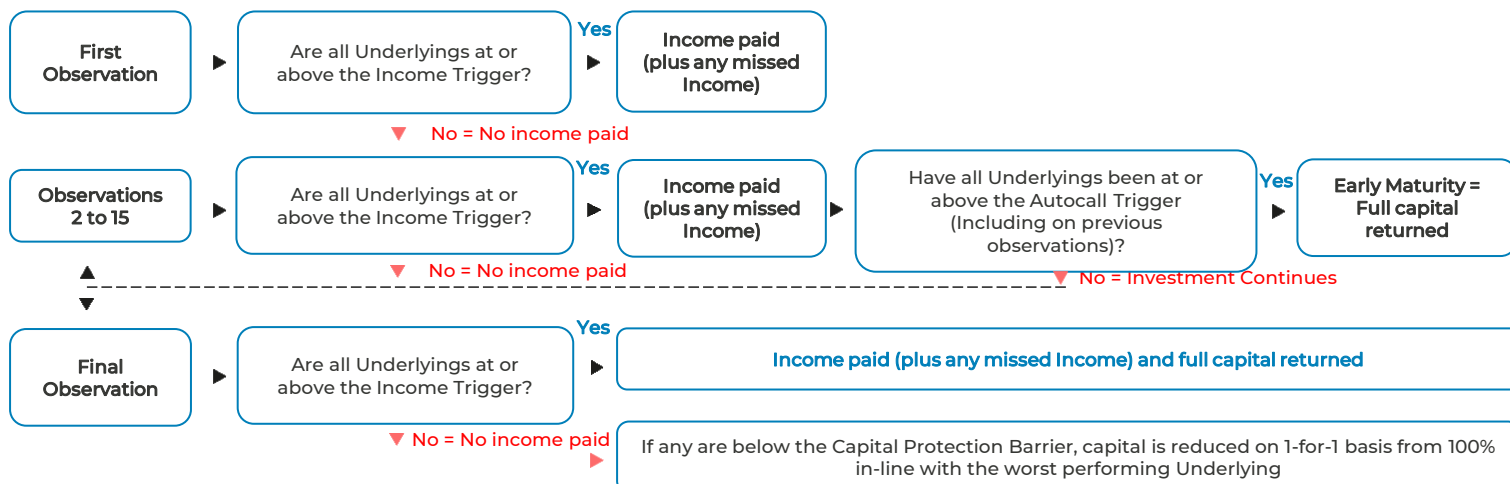 First
Observation
Are all Underlyings at or
above the Income Trigger?
Yes
Income paid
(plus any missed
Income)
No = No income paid
Observations
2 to 15
Are all Underlyings at or
above the Income Trigger?
Yes
Income paid
(plus any missed
Income)
Have all Underlyings been at or
above the Autocall Trigger
(Including on previous
observations)?
Yes
Early Maturity =
Full capital
returned
No = No income paid
No = Investment Continues
Final
Observation
Are all Underlyings at or
above the Income Trigger?
Yes
Income paid (plus any missed Income) and full capital returned
No = No income paid
If any are below the Capital Protection Barrier, capital is reduced on 1-for-1 basis from 100%
in-line with the worst performing Underlying